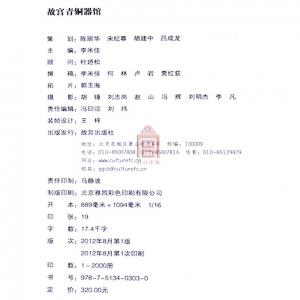 故宫青铜器馆
策 划：陈丽华 宋纪蓉 胡建中 吕成龙
主 编：李米佳
顾 问：杜迺松
撰 稿：李米佳 何 林 卢 岩 贾红荻
拓 片：郭玉海
摄 影：胡 锤 刘志岗 赵 山 冯 辉 刘明杰 李 凡
责任编辑：冯印淙 刘 玮
装帧设计：王 梓
出版发行：故宫出版社
地址：北京东城区景山前街4号 邮编：100009
电话：010-85007808 010-85007816 传真：010-65129479
网址：www.culturefc.cn
邮箱：ggcb@culturefc.cn
责任印制：马静波
制版印刷：北京雅昌彩色印刷有限公司
开 本：889毫米×1094毫米 1/16
印 张：19
字 数：17.4千字
版 次：2012年8月第1版
2012年8月第1次印刷
印 数：1～2000册
书 号：978-7-5134-0303-0
定 价：320.00元